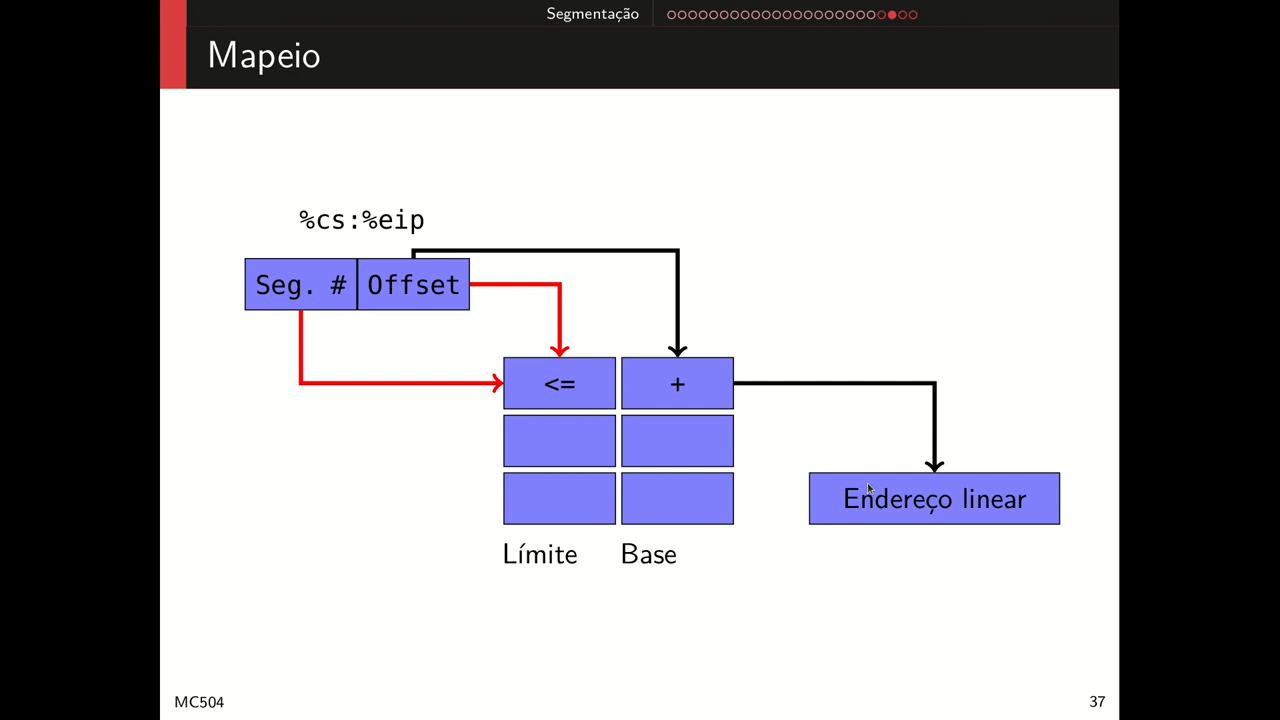 Segmentação
Mapeio
%cs:%eip
Seg. # Offset
<= +
Endereço linear
Límite Base
MC504 37